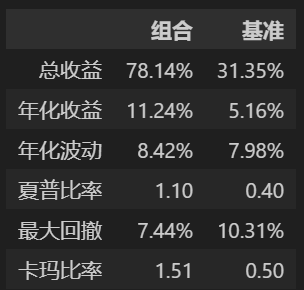 组合 基准
总收益 78.14% 31.35%
年化收益 11.24% 5.16%
年化波动 8.42% 7.98%
夏普比率 1.10 0.40
最大回撤 7.44% 10.31%
卡玛比率 1.51 0.50